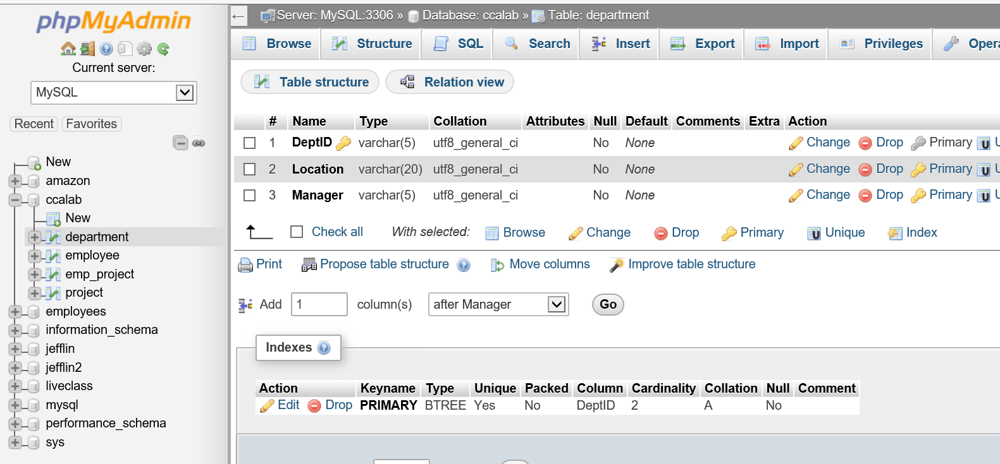 phpMyAdmin
Current server:
MySQL
Recent Favorites
New
amazon
ccalab
New
department
employee
emp_project
project
employees
information_schema
jefflin
jefflin2
liveclass
mysql
performance_schema
sys
← Server: MySQL:3306 » Database: ccalab » Table: department
Browse Structure SQL Search Insert Export Import Privileges Opera
Table structure Relation view
# Name Type Collation Attributes Null Default Comments Extra Action
1 DeptID varchar(5) utf8_general_ci No None Change Drop Primary U
2 Location varchar(20) utf8_general_ci No None Change Drop Primary U
3 Manager varchar(5) utf8_general_ci No None Change Drop Primary U
Check all With selected: Browse Change Drop Primary Unique Index
Print Propose table structure Move columns Improve table structure
Add 1 column(s) after Manager Go
Indexes
Action Keyname Type Unique Packed Column Cardinality Collation Null Comment
Edit Drop PRIMARY BTREE Yes No DeptID 2 A No